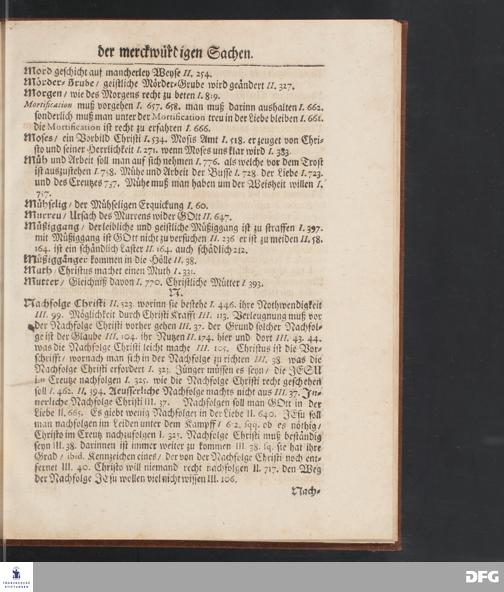 der merckwürdigen Sachen.
Mord geschicht auf mancherley Weyse II. 254.
Mörder-Grube/ geistliche Mörder-Grube wird geändert II. 327.
Morgen/ wie des Morgens recht zu beten I. 819.
Mortification muß vorgehen I. 657. 658. man muß darinn aushalten I. 662.
sonderlich muß man unter der Mortification treu in der Liebe bleiben I. 661.
die Mortification ist recht zu erfahren I. 666.
Moses/ ein Vorbild Christi I. 534. Mosis Amt I. 518. er zeuget von Chri-
sto und seiner Herrlichkeit I. 271. wenn Moses uns klar wird I. 383.
Müh und Arbeit soll man auf sich nehmen I. 776. als welche vor dem Trost
ist auszustehen I. 758. Mühe und Arbeit der Busse I. 728. der Liebe I. 723.
und des Creutzes 737. Mühe muß man haben um der Weisheit willen I.
757.
Mühselig/ der Mühseligen Erquickung I. 60.
Murren/ Ursach des Murrens wider GOtt II. 647.
Müßiggang/ der leibliche und geistliche Müßiggang ist zu straffen I. 397.
mit Müßiggang ist GOtt nicht zu versuchen II. 236 er ist zu meiden II. 58.
164. ist ein schändlich Laster II. 164. auch schädlich 212.
Müßiggänger kommen in die Hölle II. 38.
Muth/ Christus machet einen Muth I. 331.
Mutter/ Gleichniß davon I. 770. Christliche Mütter I 393.
N.
Nachfolge Christi II. 523. worinn sie bestehe I. 446. ihre Nothwendigkeit
III. 99. Möglichkeit durch Christi Krafft III. 113. Verleugnung muß vor
der Nachfolge Christi vorher gehen III. 37. der Grund solcher Nachfol-
ge ist der Glaube III. 104. ihr Nutzen II. 174. hier und dort III. 43. 44.
was die Nachfolge Christi leicht mache III. 105. Christus ist die Vor-
schrifft/ wornach man sich in der Nachfolge zu richten III. 38. was die
Nachfolge Christi erfordert I. 325. Jünger müssen es seyn/ die JESU
im Creutze nachfolgen I. 325. wie die Nachfolge Christi recht geschehen
soll I. 462. II. 394. Aeusserliche Nachfolge machts nicht aus III. 37. In-
nerliche Nachfolge Christi III. 37. Nachfolgen soll man GOtt in der
Liebe II. 665. Es giebt wenig Nachfolger in der Liebe II. 640. JEsu soll
man nachfolgen im Leiden unter dem Kampff/ sqq. ob es nöthig/
Christo im Creutz nachzufolgen I. 325. Nachfolge Christi muß beständig
seyn III. 38. darinnen ist immer weiter zu kommen III. 38. sq. sie hat ihre
Grad/ ibid. Kennzeichen eines/ der von der Nachfolge Christi noch ent-
fernet III. 40. Christo will niemand recht nachfolgen II. 717. den Weg
der Nachfolge JEsu wollen viel nicht wissen III. 106.
Nach-
DFG